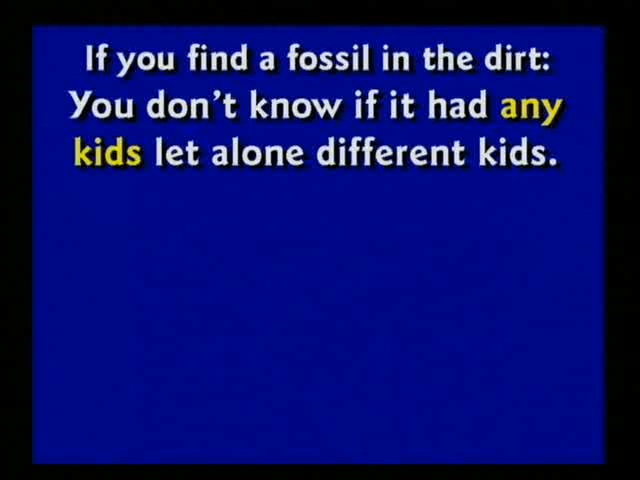 If you find a fossil in the dirt:
You don't know if it had any
kids let alone different kids.